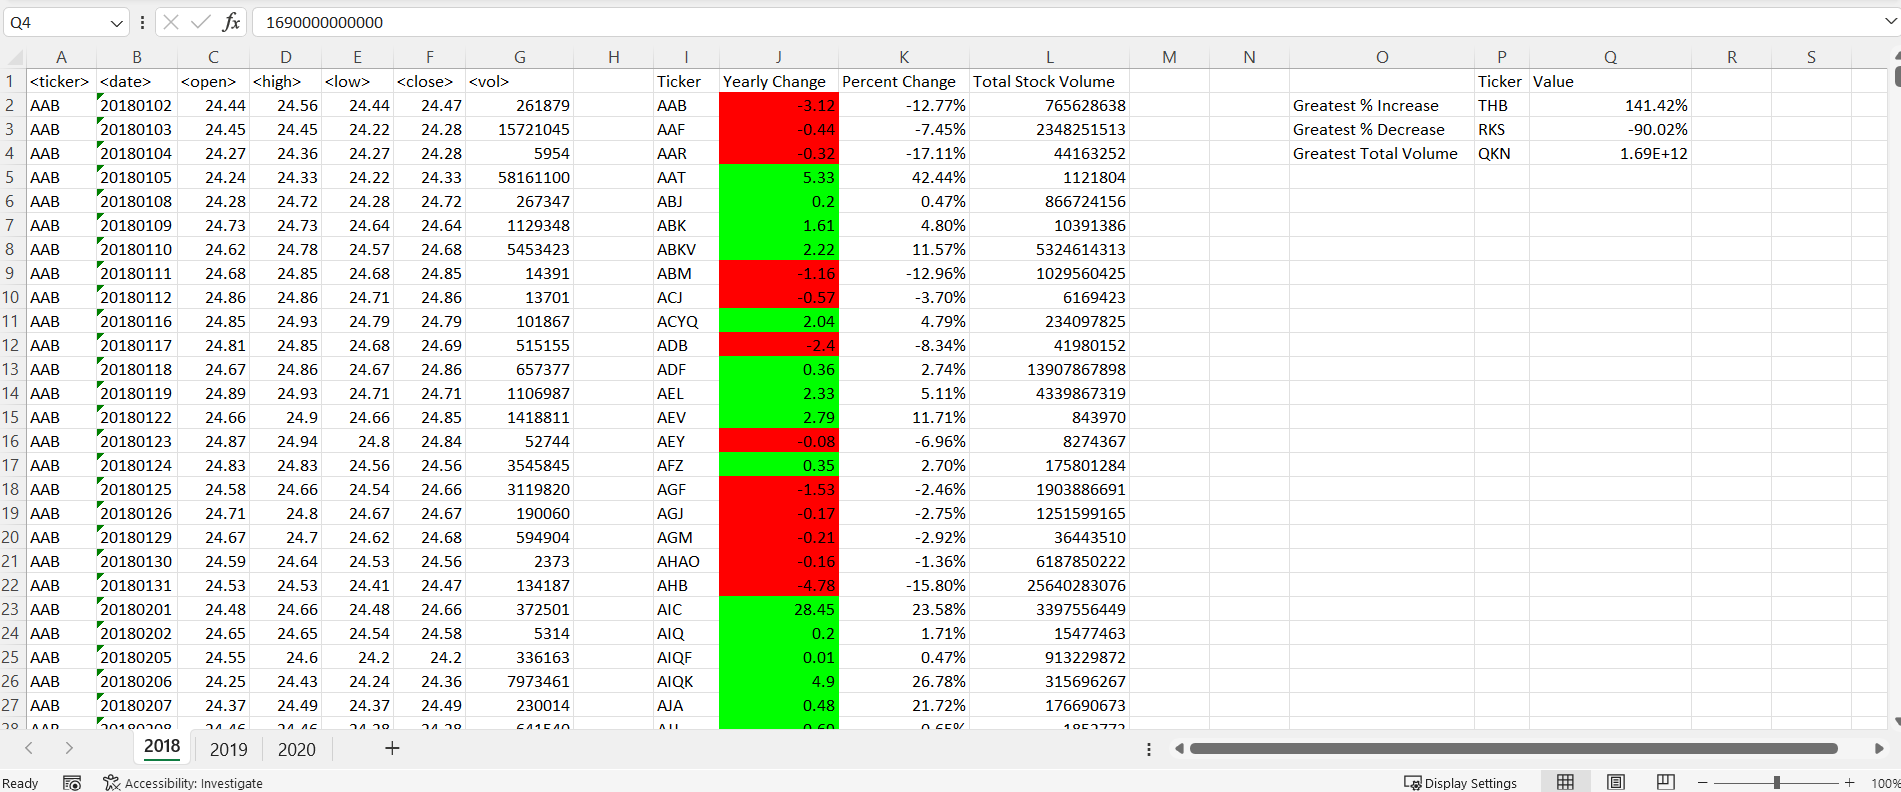 Q4 fx 1690000000000
A B C D E F G H I J K L M N O P Q R S
1 <ticker> <date> <open> <high> <low> <close> <vol> Ticker Yearly Change Percent Change Total Stock Volume Ticker Value
2 AAB 20180102 24.44 24.56 24.44 24.47 261879 AAB -3.12 -12.77% 765628638 Greatest % Increase THB 141.42%
3 AAB 20180103 24.45 24.45 24.22 24.28 15721045 AAF -0.44 -7.45% 2348251513 Greatest % Decrease RKS -90.02%
4 AAB 20180104 24.27 24.36 24.27 24.28 5954 AAR -0.32 -17.11% 44163252 Greatest Total Volume QKN 1.69E+12
5 AAB 20180105 24.24 24.33 24.22 24.33 58161100 AAT 5.33 42.44% 1121804
6 AAB 20180108 24.28 24.72 24.28 24.72 267347 ABJ 0.2 0.47% 866724156
7 AAB 20180109 24.73 24.73 24.64 24.64 1129348 ABK 1.61 4.80% 10391386
8 AAB 20180110 24.62 24.78 24.57 24.68 5453423 ABKV 2.22 11.57% 5324614313
9 AAB 20180111 24.68 24.85 24.68 24.85 14391 ABM -1.16 -12.96% 1029560425
10 AAB 20180112 24.86 24.86 24.71 24.86 13701 ACJ -0.57 -3.70% 6169423
11 AAB 20180116 24.85 24.93 24.79 24.79 101867 ACYQ 2.04 4.79% 234097825
12 AAB 20180117 24.81 24.85 24.68 24.69 515155 ADB -2.4 -8.34% 41980152
13 AAB 20180118 24.67 24.86 24.67 24.86 657377 ADF 0.36 2.74% 13907867898
14 AAB 20180119 24.89 24.93 24.71 24.71 1106987 AEL 2.33 5.11% 4339867319
15 AAB 20180122 24.66 24.9 24.66 24.85 1418811 AEV 2.79 11.71% 843970
16 AAB 20180123 24.87 24.94 24.8 24.84 52744 AEY -0.08 -6.96% 8274367
17 AAB 20180124 24.83 24.83 24.56 24.56 3545845 AFZ 0.35 2.70% 175801284
18 AAB 20180125 24.58 24.66 24.54 24.66 3119820 AGF -1.53 -2.46% 1903886691
19 AAB 20180126 24.71 24.8 24.67 24.67 190060 AGJ -0.17 -2.75% 1251599165
20 AAB 20180129 24.67 24.7 24.62 24.68 594904 AGM -0.21 -2.92% 36443510
21 AAB 20180130 24.59 24.64 24.53 24.56 2373 AHAO -0.16 -1.36% 6187850222
22 AAB 20180131 24.53 24.53 24.41 24.47 134187 AHB -4.78 -15.80% 25640283076
23 AAB 20180201 24.48 24.66 24.48 24.66 372501 AIC 28.45 23.58% 3397556449
24 AAB 20180202 24.65 24.65 24.54 24.58 5314 AIQ 0.2 1.71% 15477463
25 AAB 20180205 24.55 24.6 24.2 24.2 336163 AIQF 0.01 0.47% 913229872
26 AAB 20180206 24.25 24.43 24.24 24.36 7973461 AIQK 4.9 26.78% 315696267
27 AAB 20180207 24.37 24.49 24.37 24.49 230014 AJA 0.48 21.72% 176690673
2018 2019 2020
Ready Accessibility: Investigate Display Settings 100%